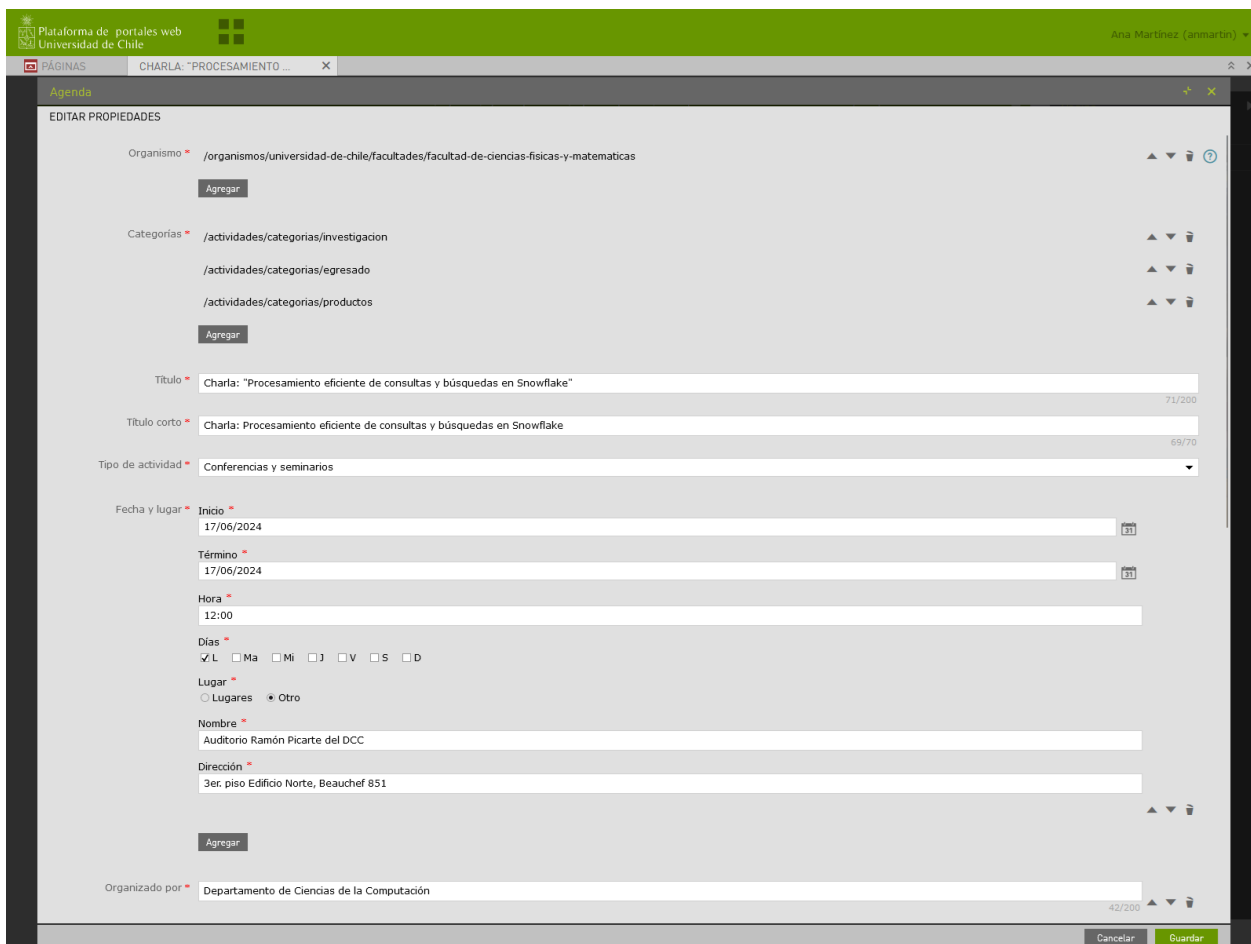 Plataforma de portales web
Universidad de Chile
Ana Martínez (anmartin)
PÁGINAS
CHARLA: "PROCESAMIENTO ...
Agenda
EDITAR PROPIEDADES
Organismo *
/organismos/universidad-de-chile/facultades/facultad-de-ciencias-fisicas-y-matematicas
?
Agregar
Categorías *
/actividades/categorias/investigacion
/actividades/categorias/egresado
/actividades/categorias/productos
Agregar
Título *
Charla: "Procesamiento eficiente de consultas y búsquedas en Snowflake"
71/200
Título corto *
Charla: Procesamiento eficiente de consultas y búsquedas en Snowflake
69/70
Tipo de actividad *
Conferencias y seminarios
Fecha y lugar *
Inicio *
17/06/2024
31
Término *
17/06/2024
31
Hora *
12:00
Días *
L Ma Mi J V S D
Lugar *
Lugares Otro
Nombre *
Auditorio Ramón Picarte del DCC
Dirección *
3er. piso Edificio Norte, Beauchef 851
Agregar
Organizado por *
Departamento de Ciencias de la Computación
42/200
Cancelar
Guardar